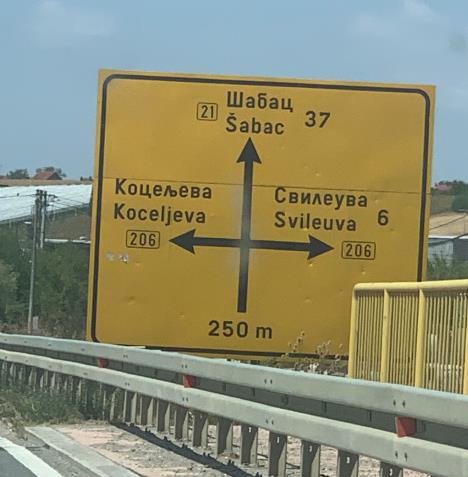 Шабац
21 37
Šabac
Коцељева
Koceljeva
206
Свилеува
Svileuva 6
206
250 m